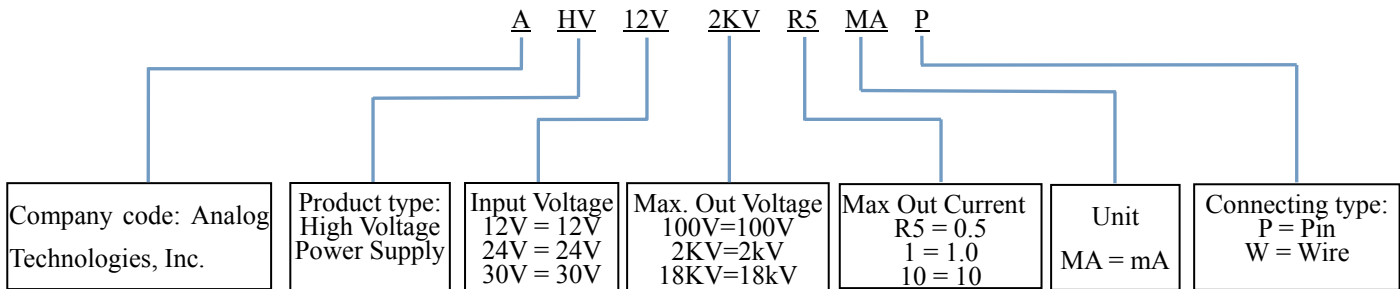 A HV 12V 2KV R5 MA P
Company code: Analog
Technologies, Inc.
Product type:
High Voltage
Power Supply
Input Voltage
12V = 12V
24V = 24V
30V = 30V
Max. Out Voltage
100V=100V
2KV=2kV
18KV=18kV
Max Out Current
R5 = 0.5
1 = 1.0
10 = 10
Unit
MA = mA
Connecting type:
P = Pin
W = Wire